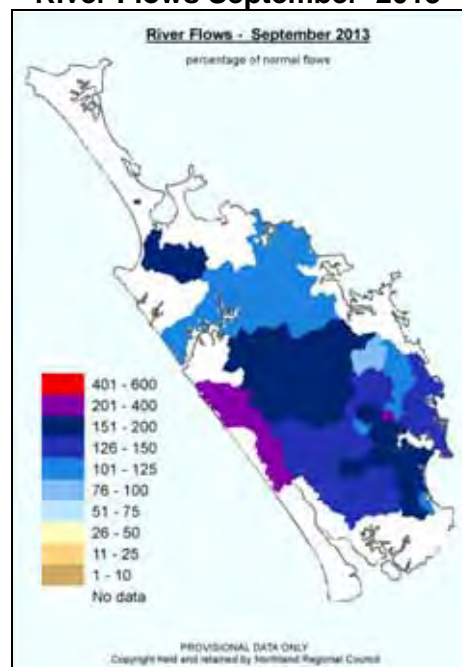 River Flows September 2013
River Flows - September 2013
percentage of normal flows
401 - 600
201 - 400
151 - 200
126 - 150
101 - 125
76 - 100
51 - 75
26 - 50
11 - 25
1 - 10
No data
PROVISIONAL DATA ONLY
Copyright held and retained by Northland Regional Council